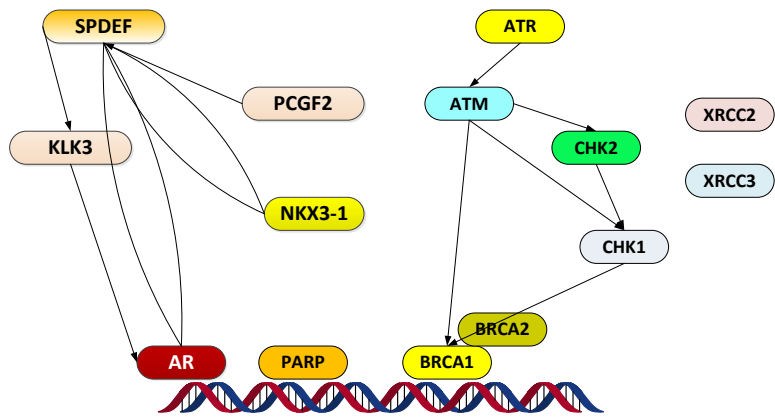 SPDEF
ATR
PCGF2
ATM
XRCC2
KLK3
CHK2
XRCC3
NKX3-1
CHK1
BRCA2
AR
PARP
BRCA1